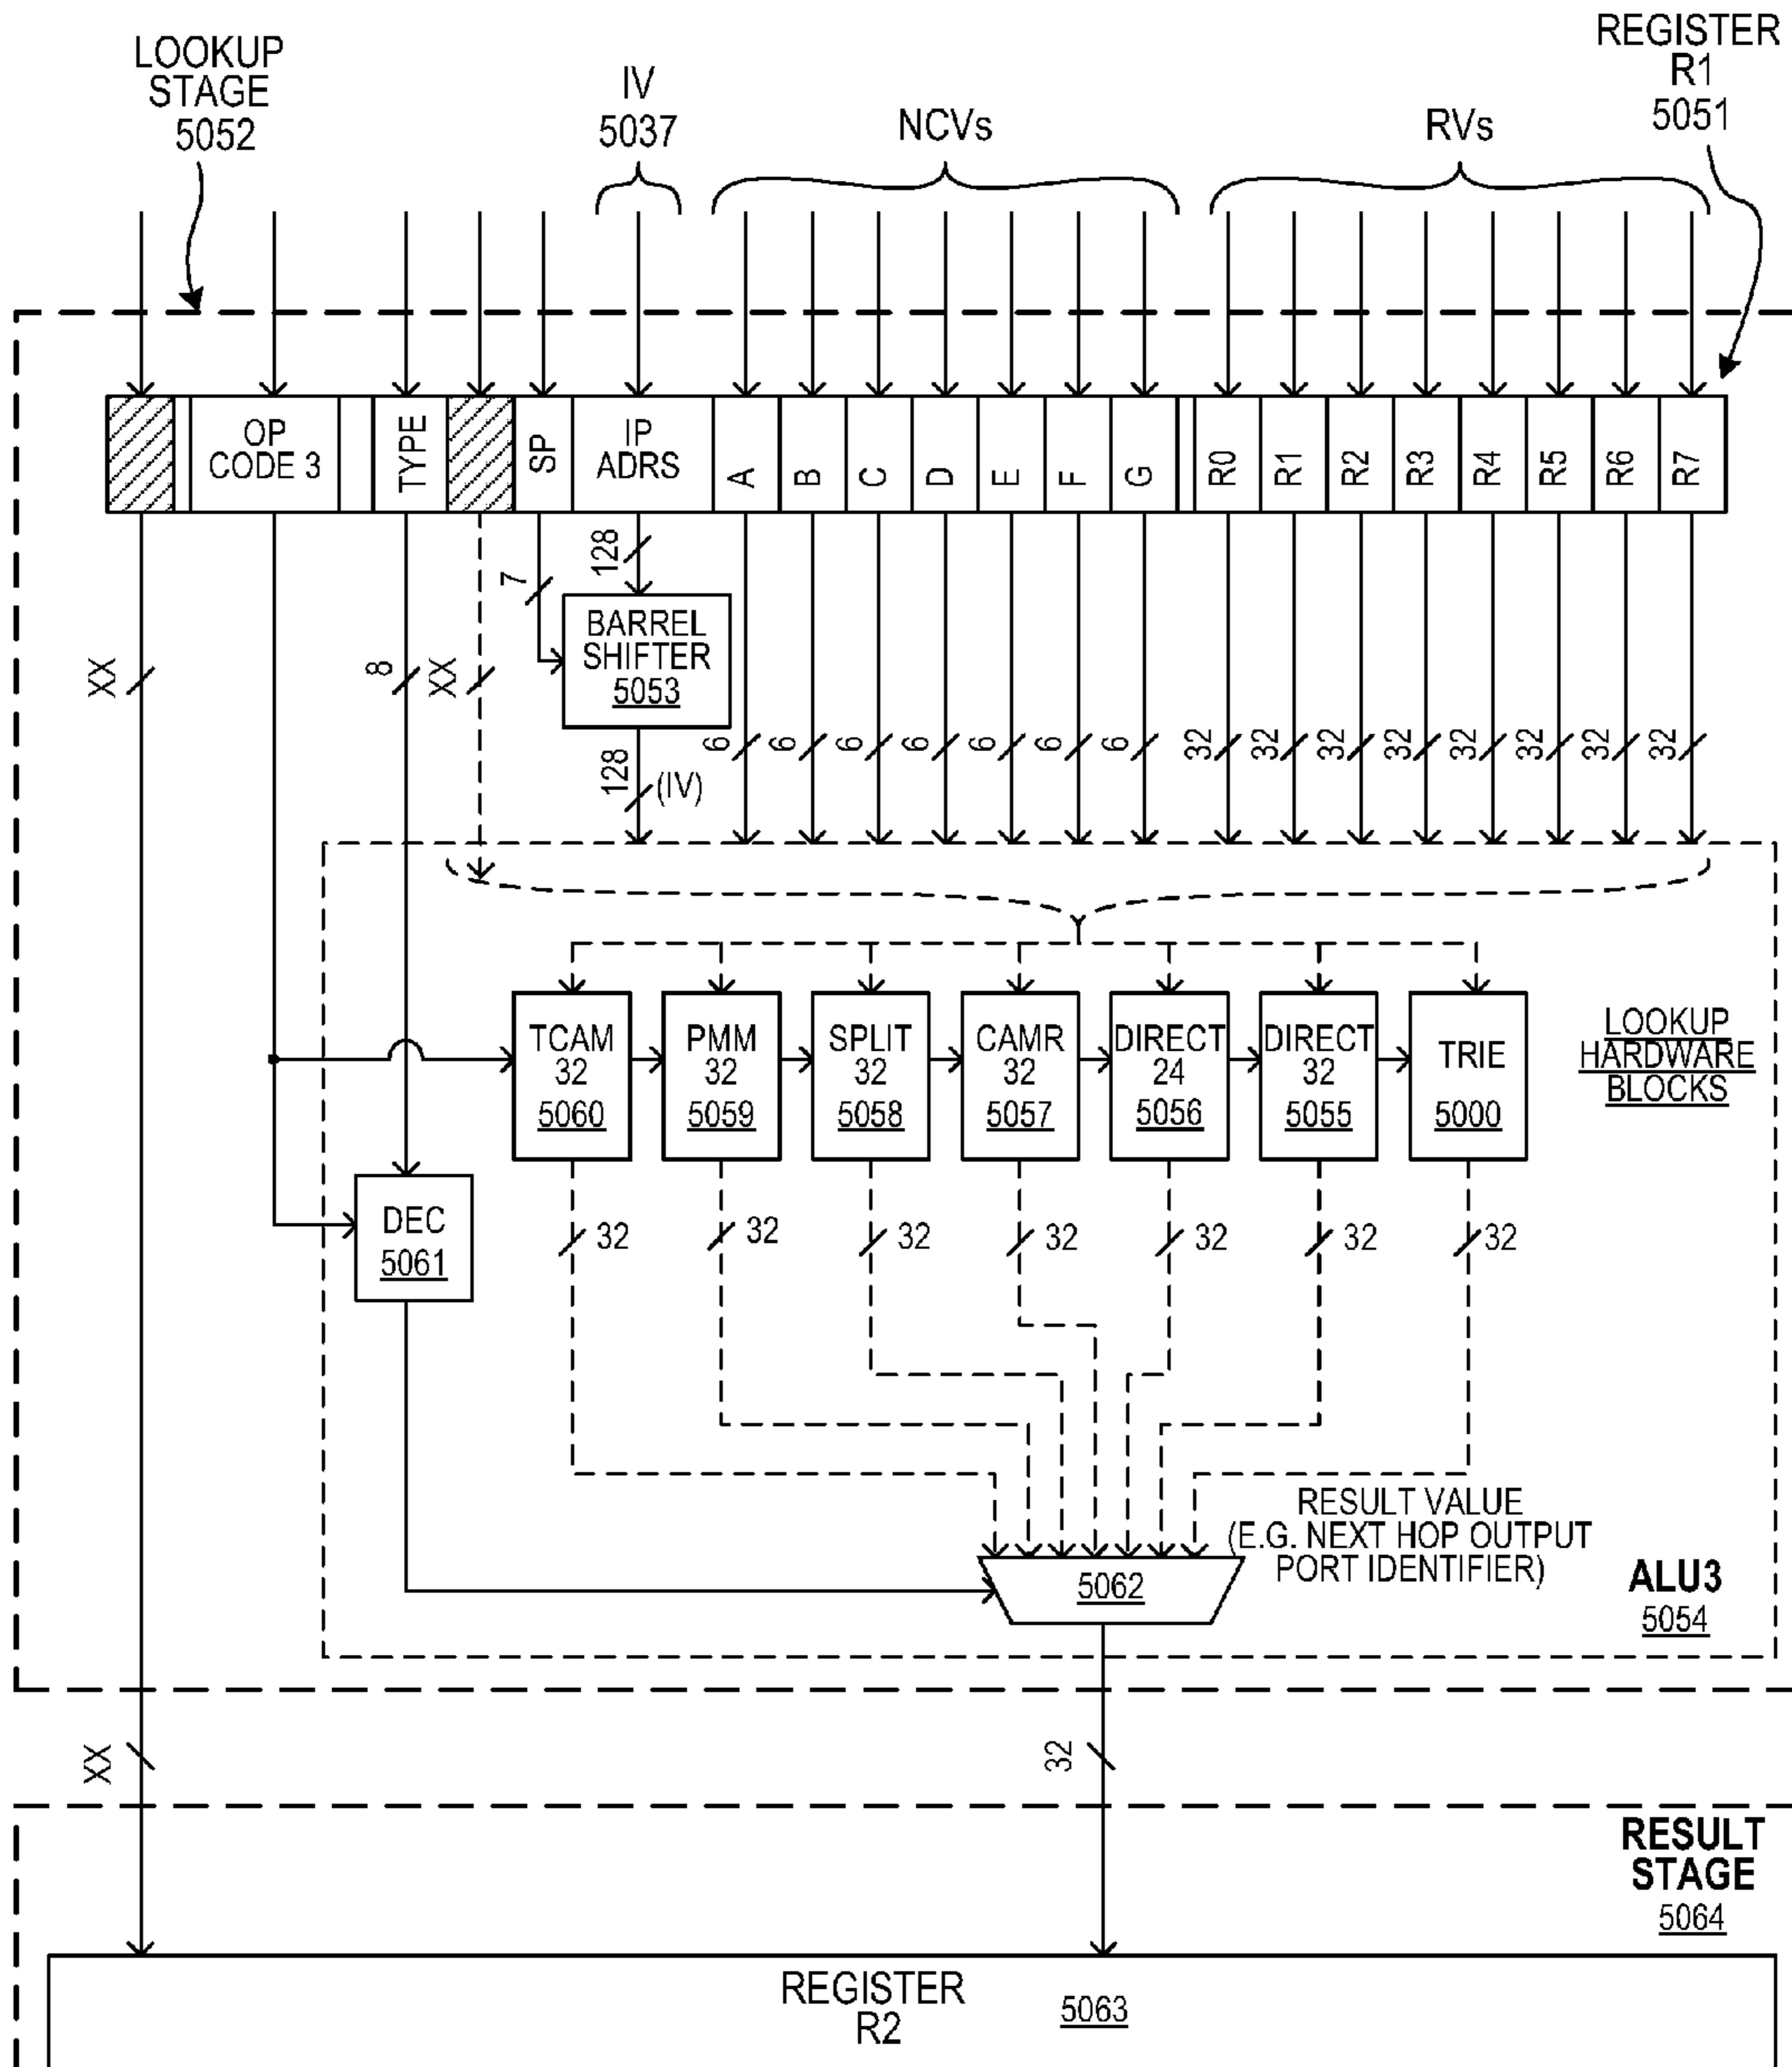 LOOKUP
STAGE
5052
IV
5037
NCVs
RVs
REGISTER
R1
5051
OP
CODE 3
TYPE
SP
IP
ADRS
A
B
C
D
E
F
G
R0
R1
R2
R3
R4
R5
R6
R7
7
128
BARREL
SHIFTER
5053
XX
8
XX
128
(IV)
6
6
6
6
6
6
6
32
32
32
32
32
32
32
32
TCAM
32
5060
PMM
32
5059
SPLIT
32
5058
CAMR
32
5057
DIRECT
24
5056
DIRECT
32
5055
TRIE
5000
LOOKUP
HARDWARE
BLOCKS
DEC
5061
32
32
32
32
32
32
32
RESULT VALUE
(E.G. NEXT HOP OUTPUT
PORT IDENTIFIER)
5062
ALU3
5054
XX
32
RESULT
STAGE
5064
REGISTER
R2
5063